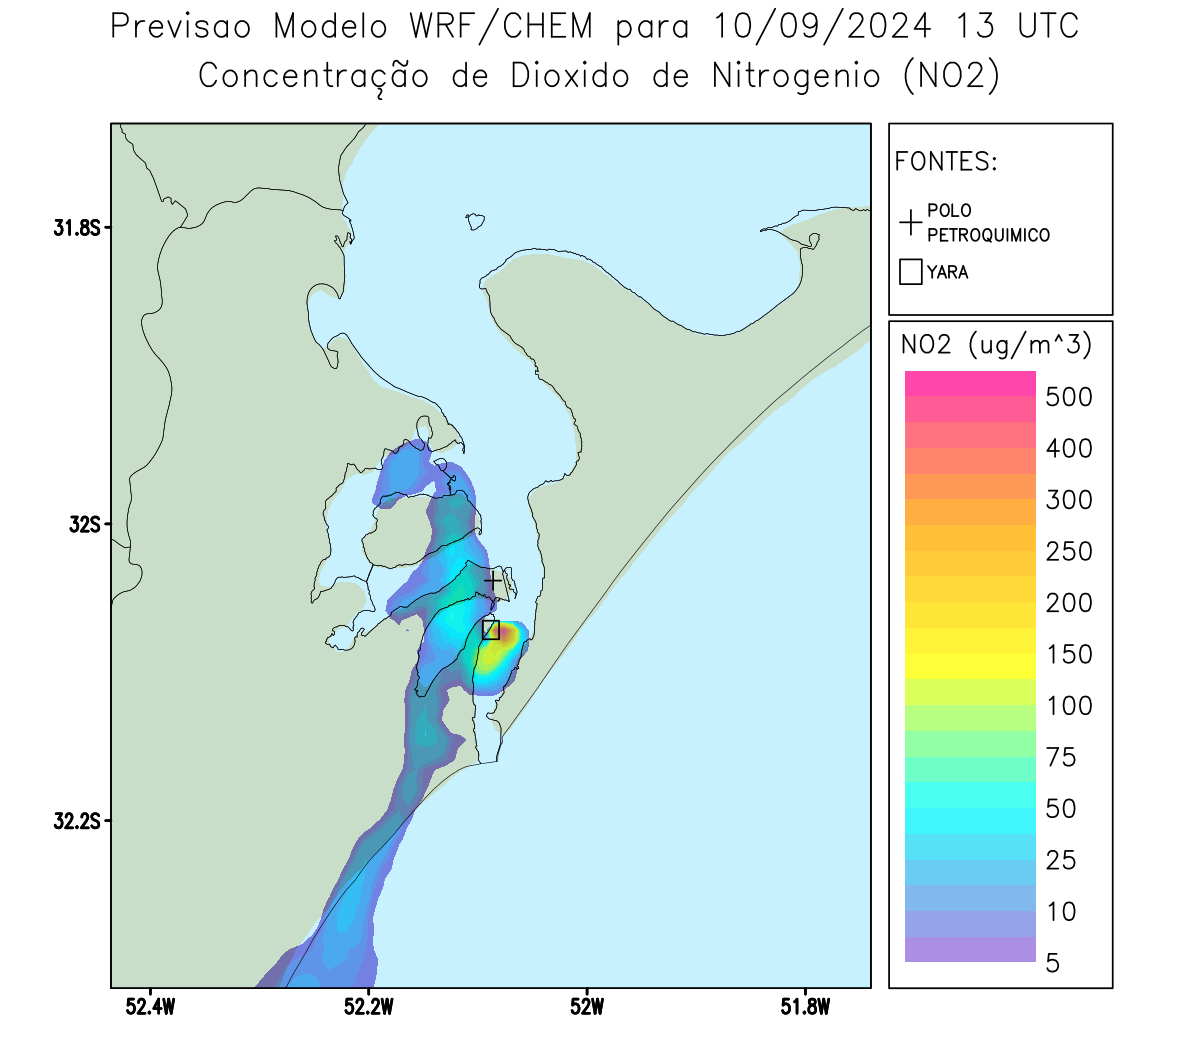 Previsao Modelo WRF/CHEM para 10/09/2024 13 UTC
Concentração de Dioxido de Nitrogenio (NO2)
FONTES:
POLO
PETROQUIMICO
YARA
NO2 (ug/m^3)
500
400
300
250
200
150
100
75
50
25
10
5
31.8S
32S
32.2S
52.4W
52.2W
52W
51.8W